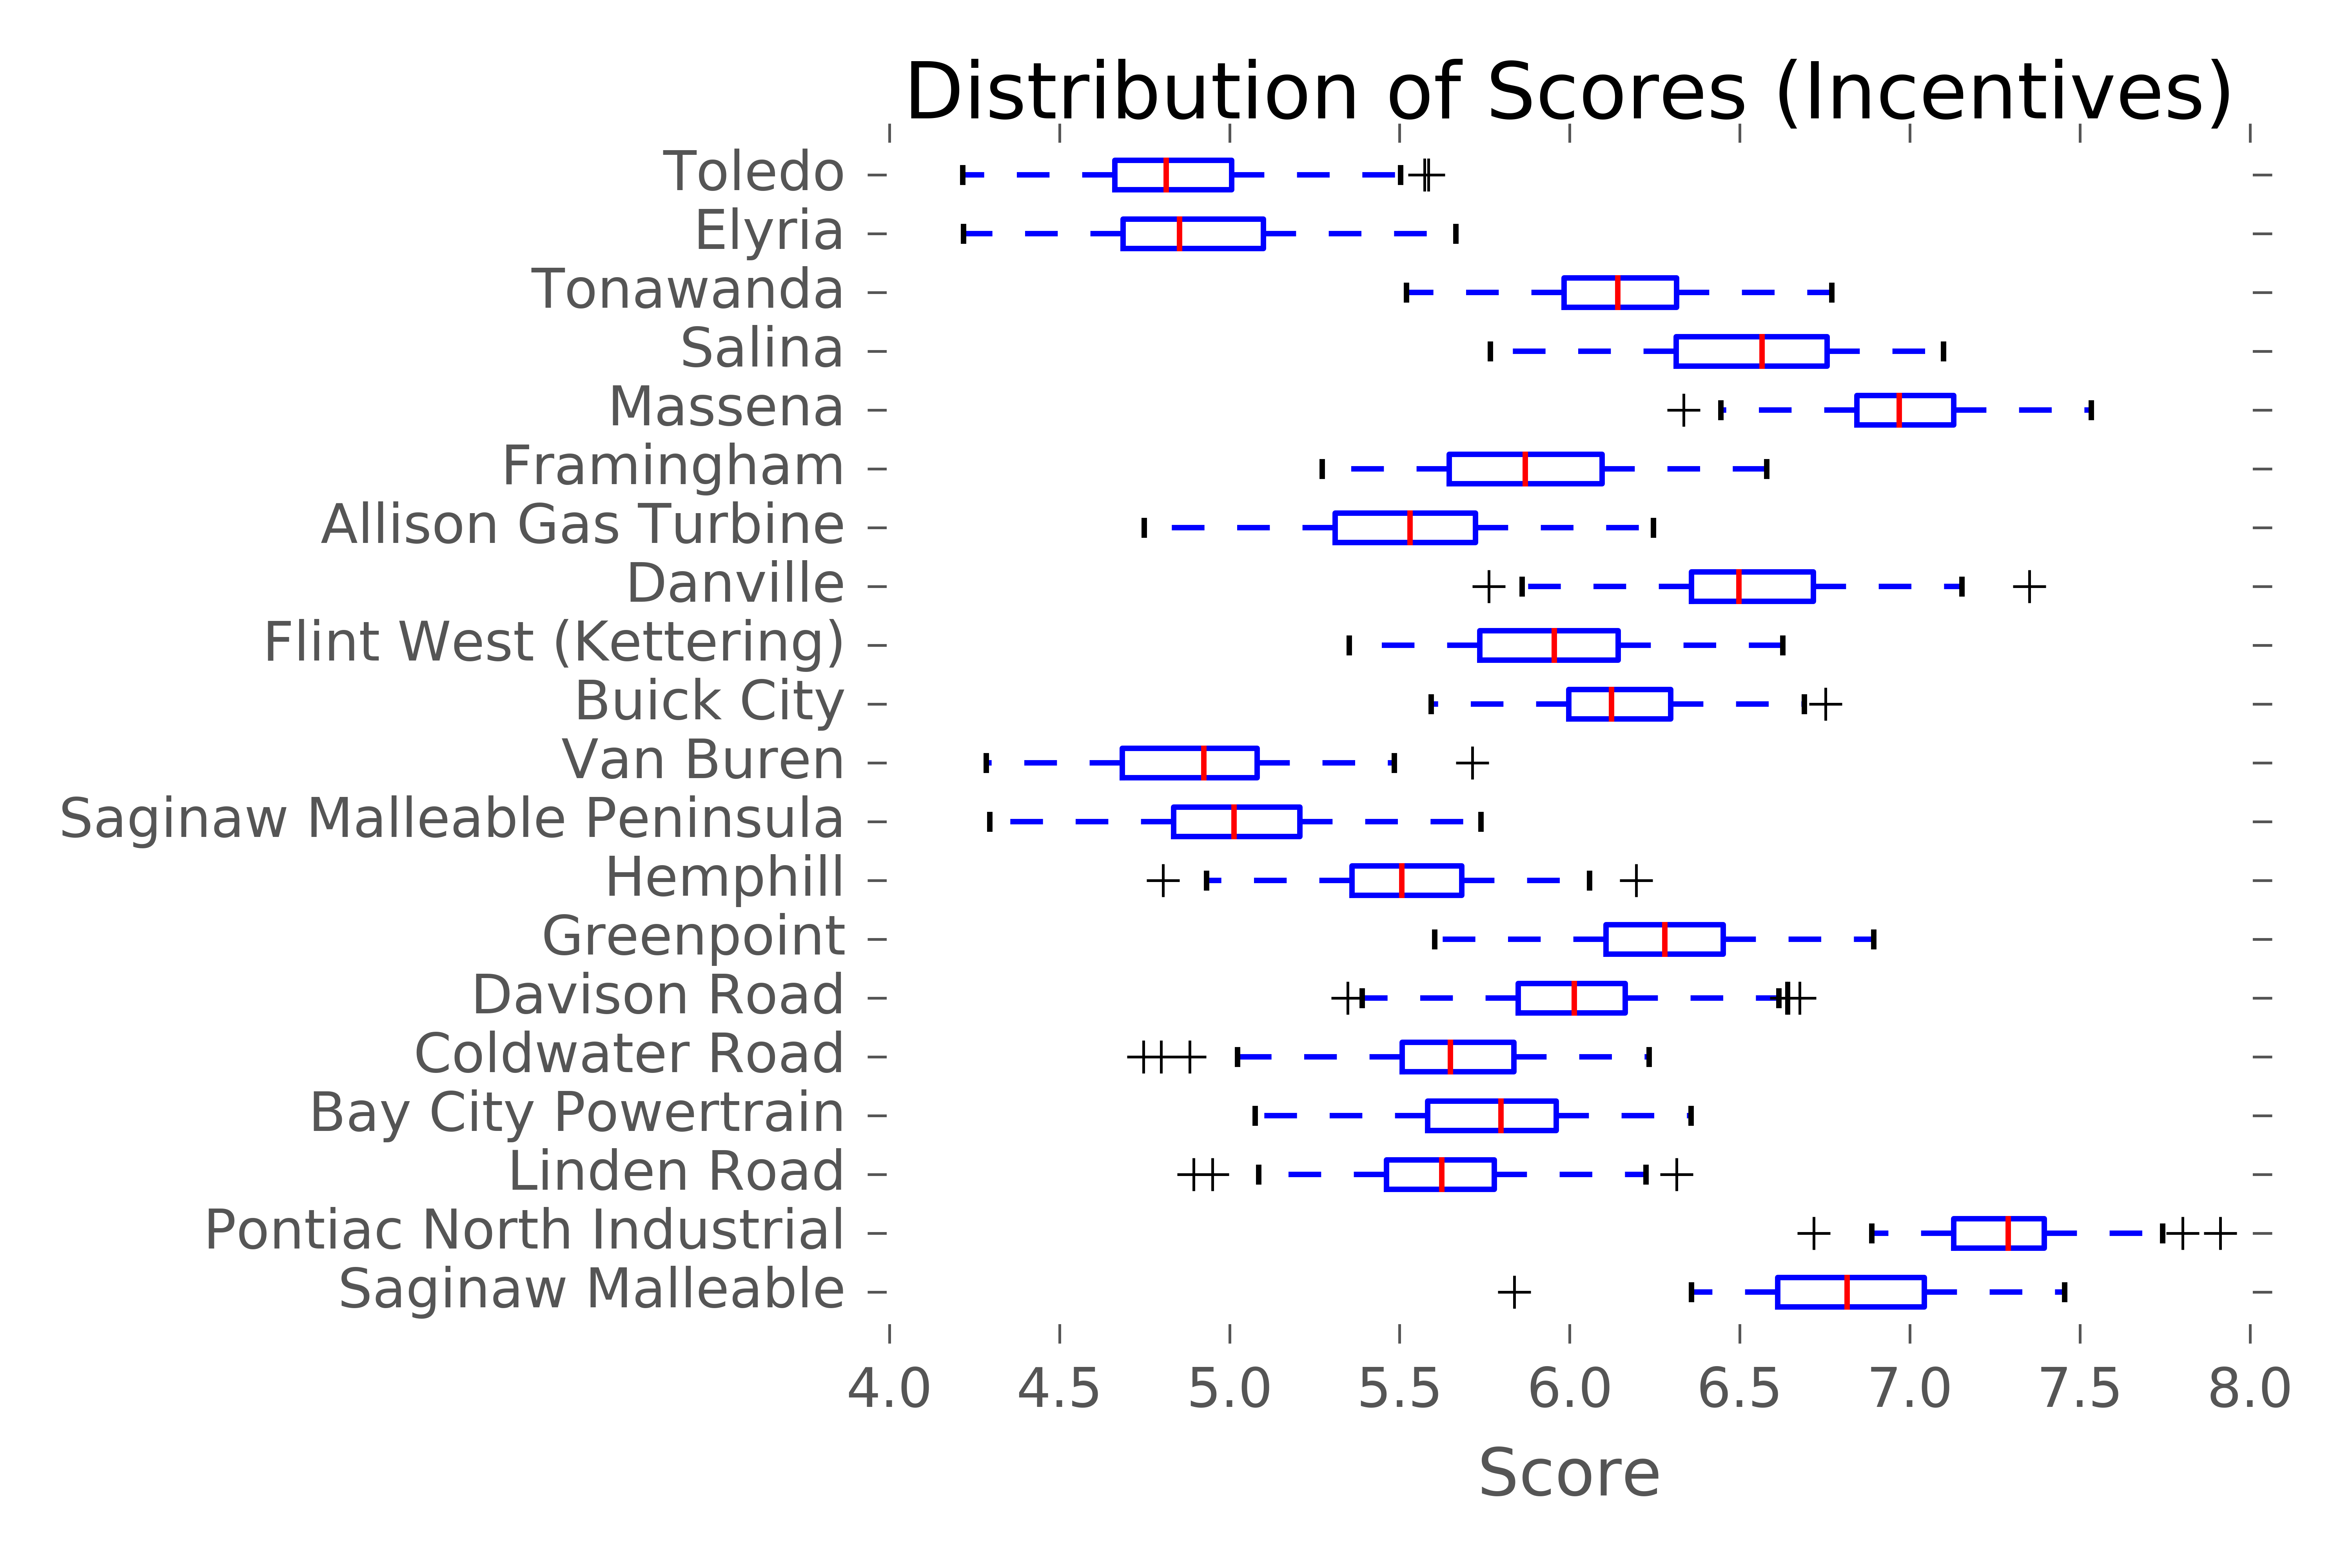 Distribution of Scores (Incentives)
Toledo
Elyria
Tonawanda
Salina
Massena
Framingham
Allison Gas Turbine
Danville
Flint West (Kettering)
Buick City
Van Buren
Saginaw Malleable Peninsula
Hemphill
Greenpoint
Davison Road
Coldwater Road
Bay City Powertrain
Linden Road
Pontiac North Industrial
Saginaw Malleable
4.0 4.5 5.0 5.5 6.0 6.5 7.0 7.5 8.0
Score